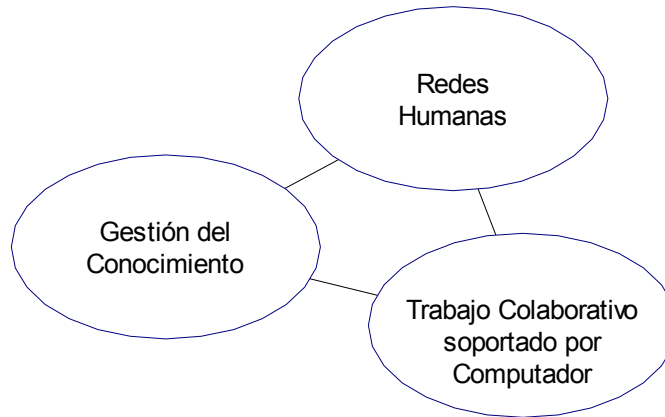 Redes
Humanas
Gestión del
Conocimiento
Trabajo Colaborativo
soportado por
Computador